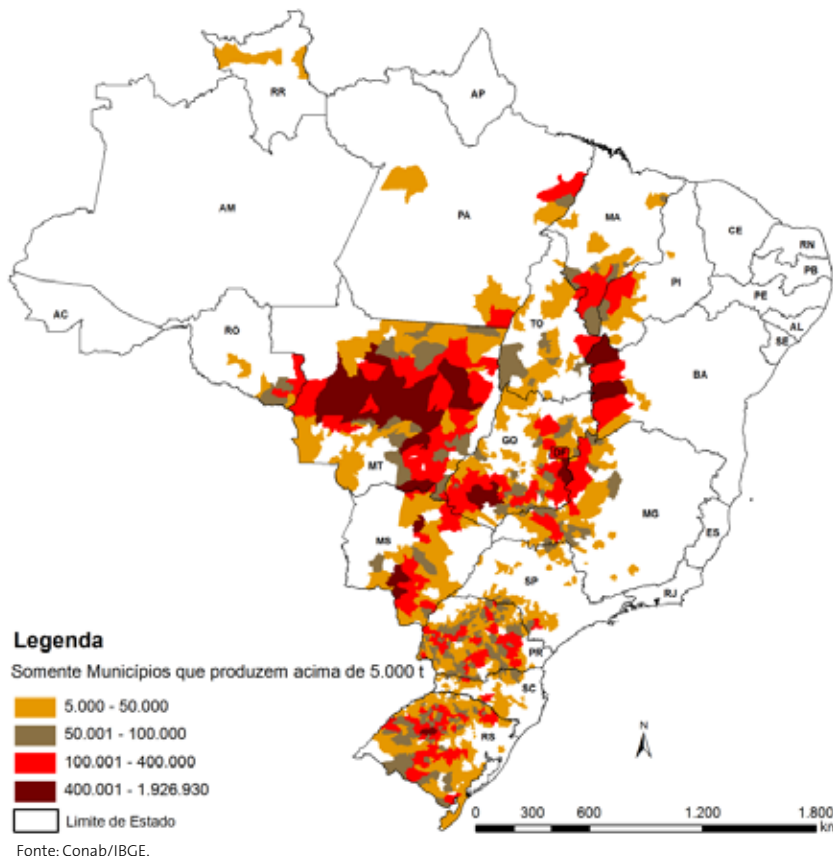 RR
AP
AM
PA
MA
CE
RN
PB
PI
PE
AC
AL
TO
SE
RO
BA
GO
DF
MT
MG
MS
ES
SP
RJ
PR
SC
RS
N
Legenda
Somente Municípios que produzem acima de 5.000 t
5.000 - 50.000
50.001 - 100.000
100.001 - 400.000
400.001 - 1.926.930
Limite de Estado
0 300 600 1.200 1.800
km
Fonte: Conab/IBGE.